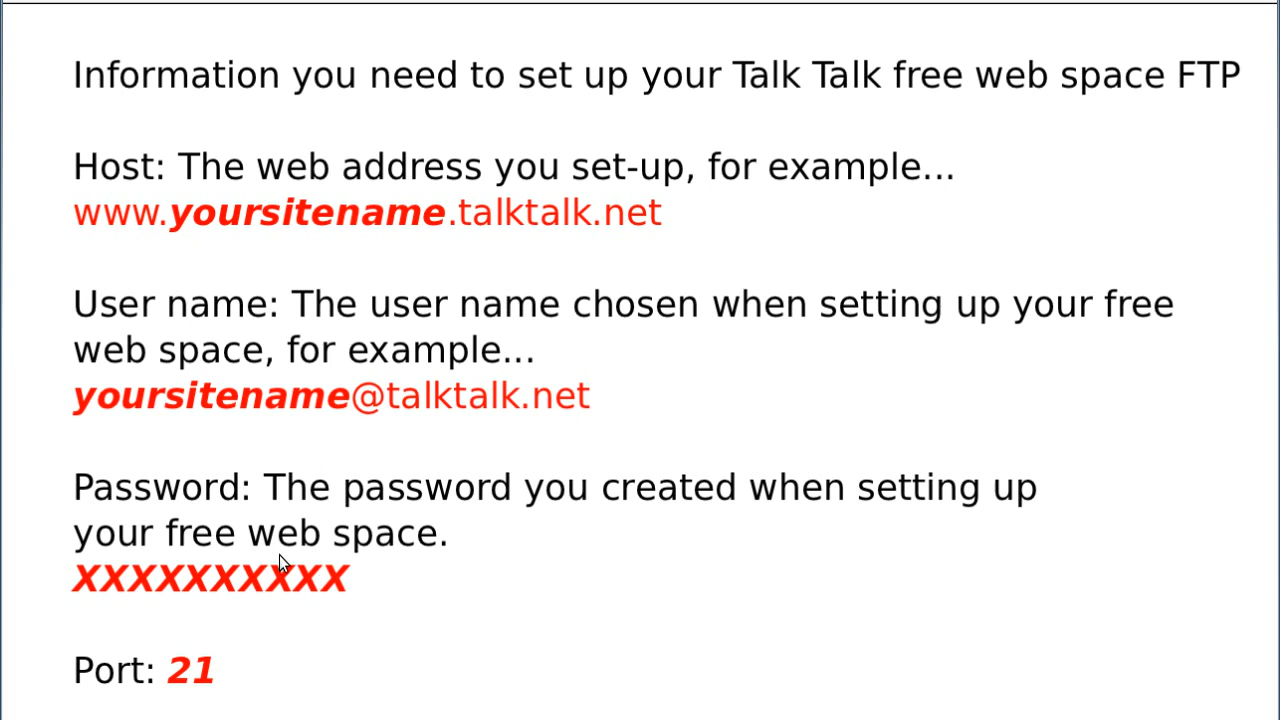 Information you need to set up your Talk Talk free web space FTP
Host: The web address you set-up, for example...
www.yoursitename.talktalk.net
User name: The user name chosen when setting up your free
web space, for example...
yoursitename@talktalk.net
Password: The password you created when setting up
your free web space.
XXXXXXXXXX
Port: 21